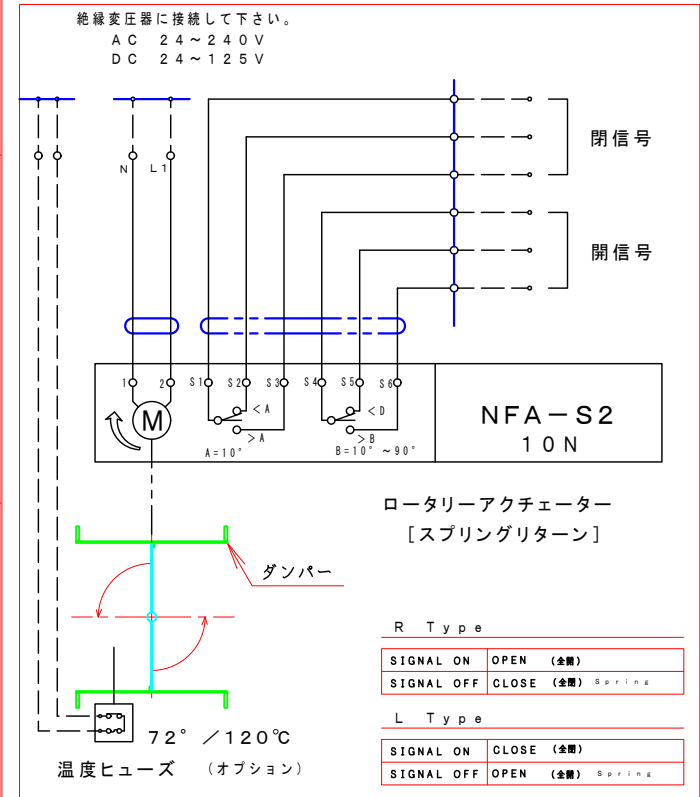 絶縁変圧器に接続して下さい。
AC 24~240V
DC 24~125V
N L1
閉信号
開信号
1 2 S1 S2 S3 S4 S5 S6
M
<A
>A
A=10°
<D
>B
B=10°~90°
NFA-S2
10N
ロータリーアクチェーター
[スプリングリターン]
ダンパー
R Type
SIGNAL ON OPEN (全開)
SIGNAL OFF CLOSE (全閉) Spring
L Type
SIGNAL ON CLOSE (全閉)
SIGNAL OFF OPEN (全開) Spring
72° /120℃
温度ヒューズ (オプション)